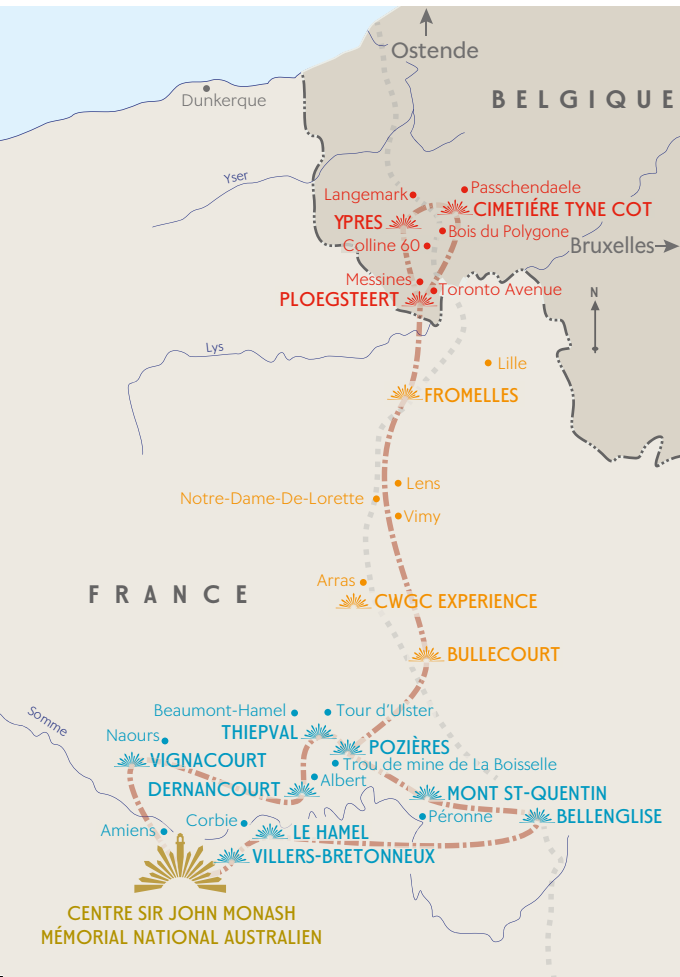 Ostende
Dunkerque
BELGIQUE
Yser
Langemark
Passchendaele
YPRES
CIMETIÉRE TYNE COT
Bois du Polygone
Colline 60
Bruxelles
Messines
Toronto Avenue
PLOEGSTEERT
N
Lys
Lille
FROMELLES
Lens
Notre-Dame-De-Lorette
Vimy
Arras
FRANCE
CWGC EXPERIENCE
BULLECOURT
Somme
Beaumont-Hamel
Tour d'Ulster
THIEPVAL
Naours
POZIÈRES
VIGNACOURT
Trou de mine de La Boisselle
Albert
DERNANCOURT
MONT ST-QUENTIN
Péronne
BELLENGLISE
Corbie
Amiens
LE HAMEL
VILLERS-BRETONNEUX
CENTRE SIR JOHN MONASH
MÉMORIAL NATIONAL AUSTRALIEN